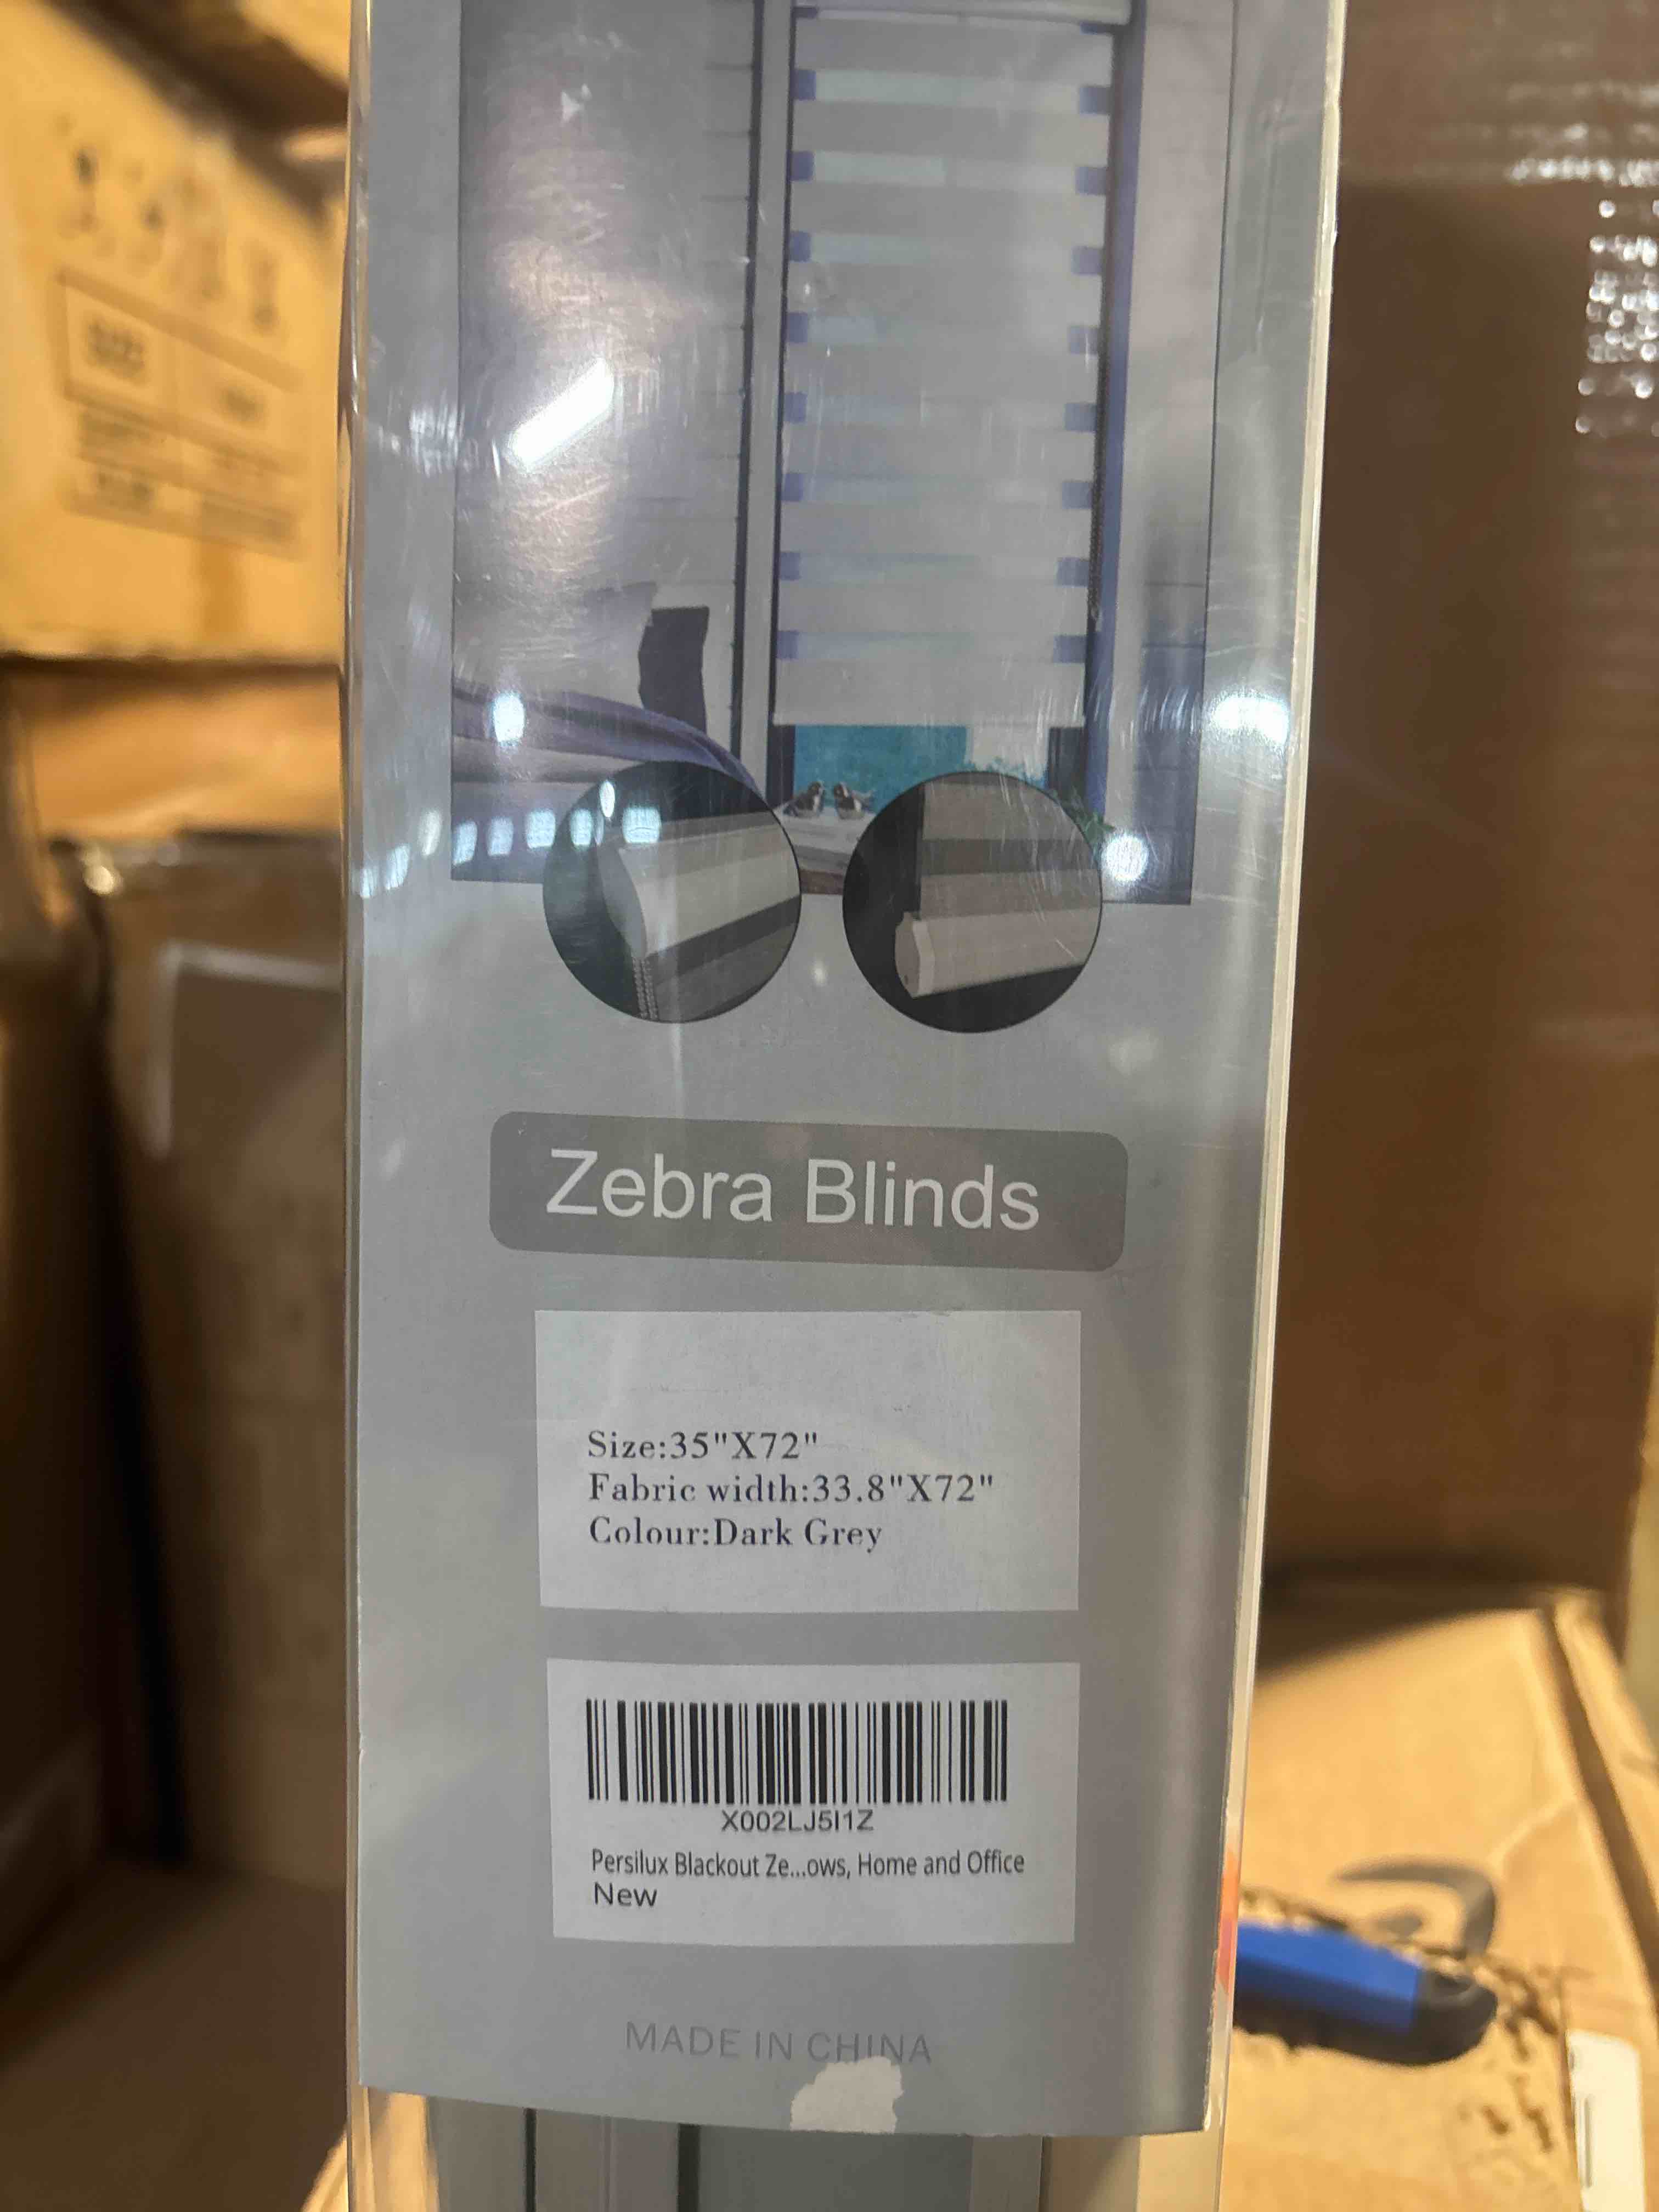 Zebra Blinds
Size:35"X72"
Fabric width:33.8"X72"
Colour:Dark Grey
X002LJ5I1Z
Persilux Blackout Ze...ows, Home and Office
New
MADE IN CHINA